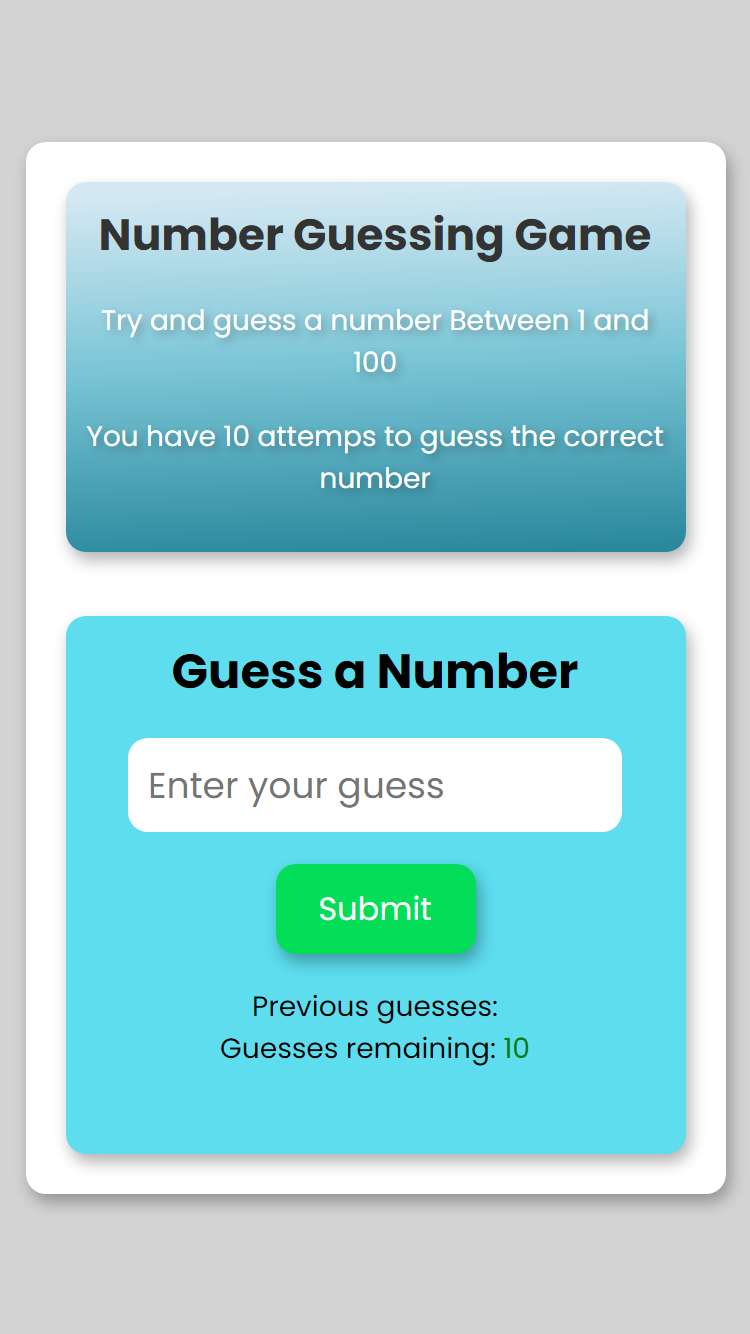 Number Guessing Game
Try and guess a number Between 1 and
100
You have 10 attemps to guess the correct
number
Guess a Number
Enter your guess
Submit
Previous guesses:
Guesses remaining: 10